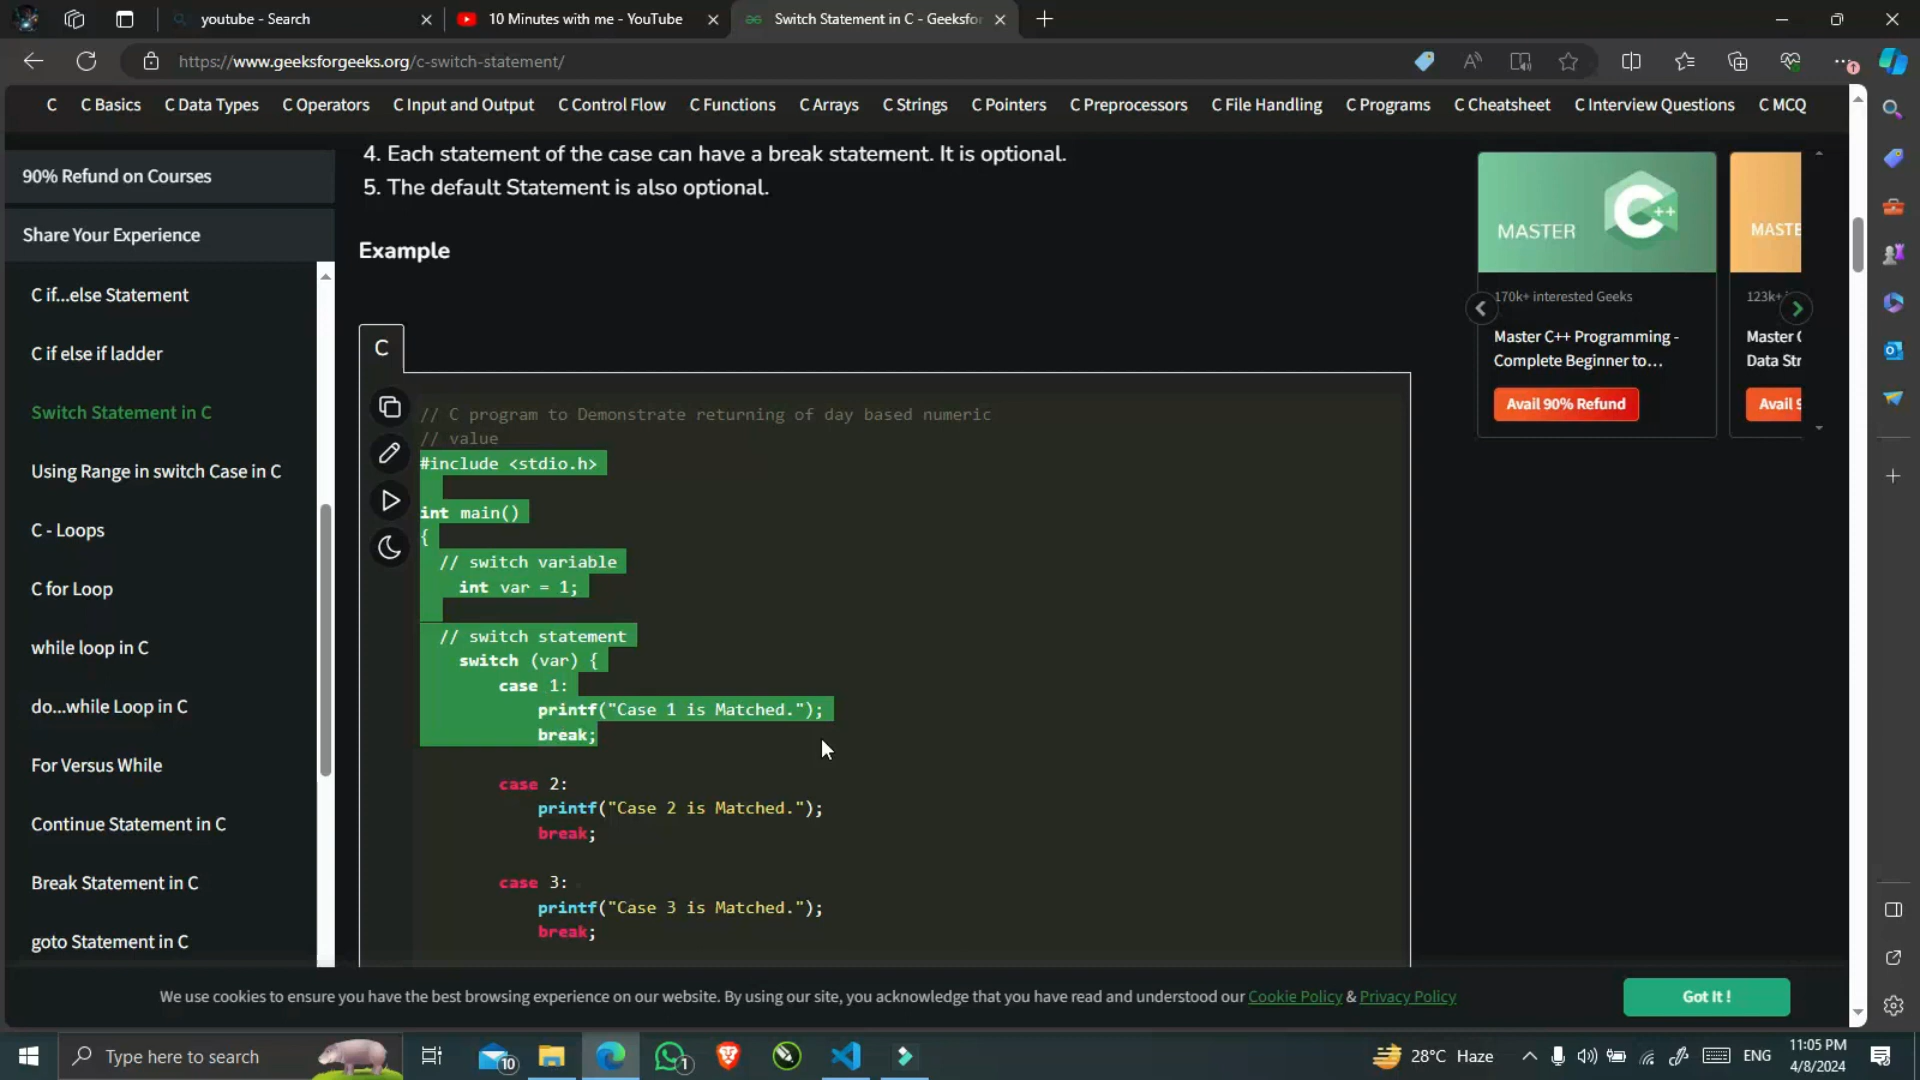 youtube - Search
10 Minutes with me - YouTube
Switch Statement in C - Geeksfor
https://www.geeksforgeeks.org/c-switch-statement/
C C Basics C Data Types C Operators C Input and Output C Control Flow C Functions C Arrays C Strings C Pointers C Preprocessors C File Handling C Programs C Cheatsheet C Interview Questions C MCQ
90% Refund on Courses
Share Your Experience
C if...else Statement
C if else if ladder
Switch Statement in C
Using Range in switch Case in C
C - Loops
C for Loop
while loop in C
do...while Loop in C
For Versus While
Continue Statement in C
Break Statement in C
goto Statement in C
4. Each statement of the case can have a break statement. It is optional.
5. The default Statement is also optional.
Example
C
// C program to Demonstrate returning of day based numeric
// value
#include <stdio.h>
int main()
{
// switch variable
int var = 1;
// switch statement
switch (var) {
case 1:
printf("Case 1 is Matched.");
break;
case 2:
printf("Case 2 is Matched.");
break;
case 3:
printf("Case 3 is Matched.");
break;
MASTER C++
170k+ interested Geeks
Master C++ Programming -
Complete Beginner to...
Avail 90% Refund
MASTE
123k+
Master
Data Str
Avail
We use cookies to ensure you have the best browsing experience on our website. By using our site, you acknowledge that you have read and understood our Cookie Policy & Privacy Policy
Got It !
Type here to search
10
1
28°C Haze
ENG
11:05 PM
4/8/2024